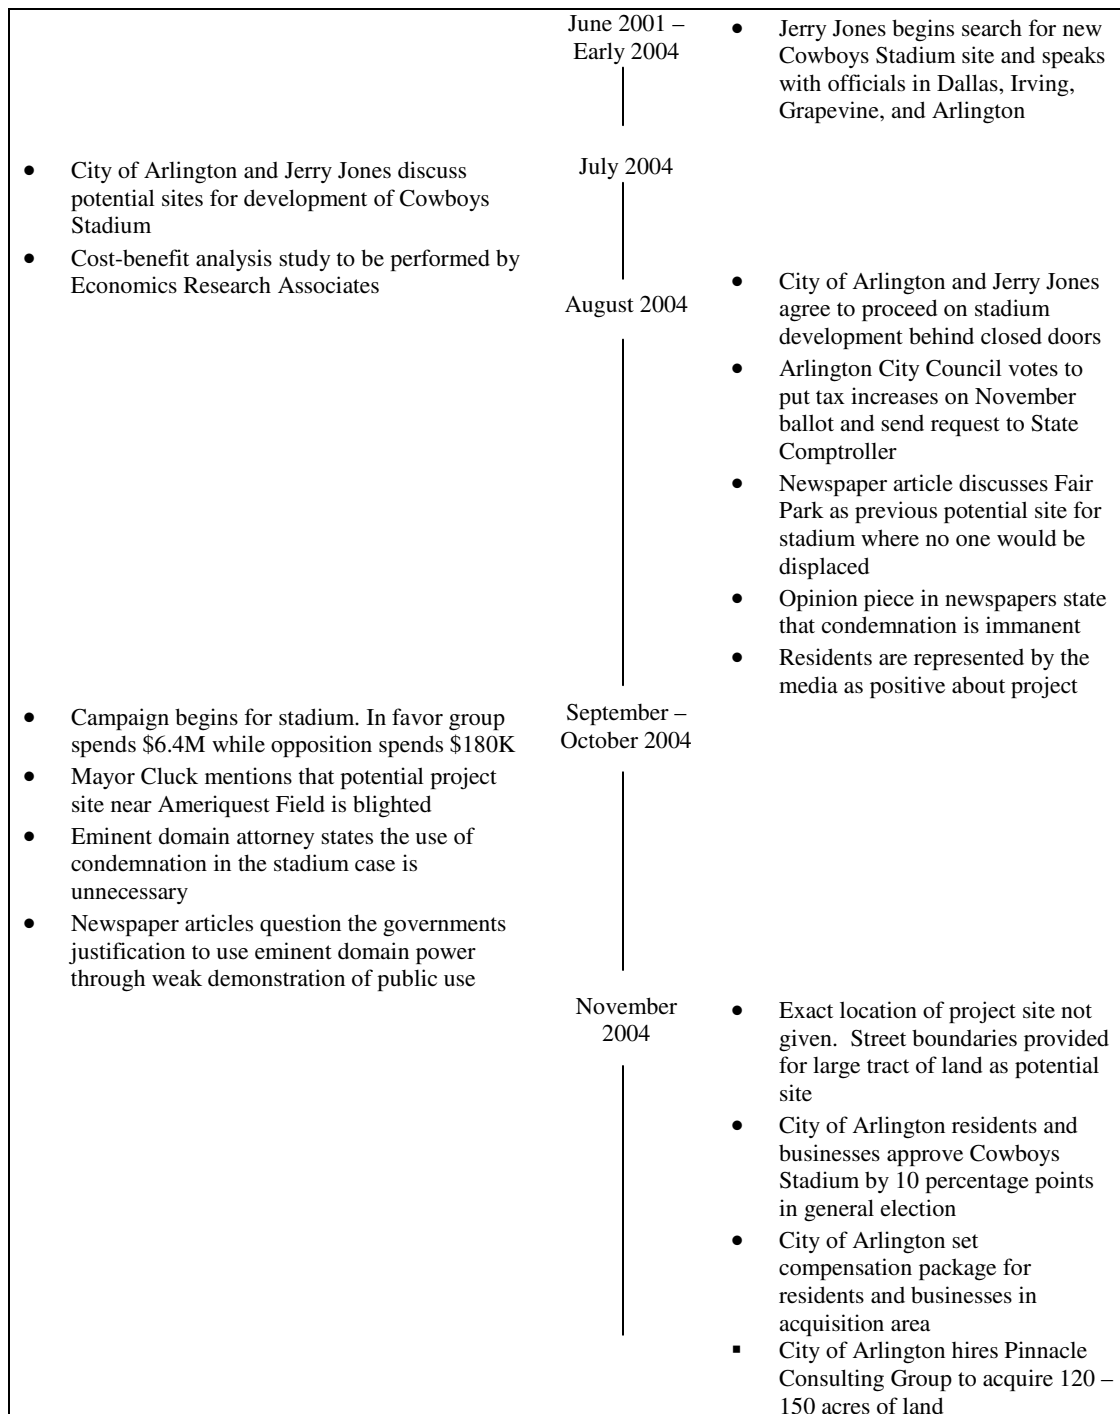 June 2001 –
Early 2004
• Jerry Jones begins search for new
Cowboys Stadium site and speaks
with officials in Dallas, Irving,
Grapevine, and Arlington
• City of Arlington and Jerry Jones discuss
potential sites for development of Cowboys
Stadium
• Cost-benefit analysis study to be performed by
Economics Research Associates
July 2004
August 2004
• City of Arlington and Jerry Jones
agree to proceed on stadium
development behind closed doors
• Arlington City Council votes to
put tax increases on November
ballot and send request to State
Comptroller
• Newspaper article discusses Fair
Park as previous potential site for
stadium where no one would be
displaced
• Opinion piece in newspapers state
that condemnation is immanent
• Residents are represented by the
media as positive about project
• Campaign begins for stadium. In favor group
spends $6.4M while opposition spends $180K
• Mayor Cluck mentions that potential project
site near Ameriquest Field is blighted
• Eminent domain attorney states the use of
condemnation in the stadium case is
unnecessary
• Newspaper articles question the governments
justification to use eminent domain power
through weak demonstration of public use
September –
October 2004
November
2004
• Exact location of project site not
given. Street boundaries provided
for large tract of land as potential
site
• City of Arlington residents and
businesses approve Cowboys
Stadium by 10 percentage points
in general election
• City of Arlington set
compensation package for
residents and businesses in
acquisition area
▪ City of Arlington hires Pinnacle
Consulting Group to acquire 120 –
150 acres of land